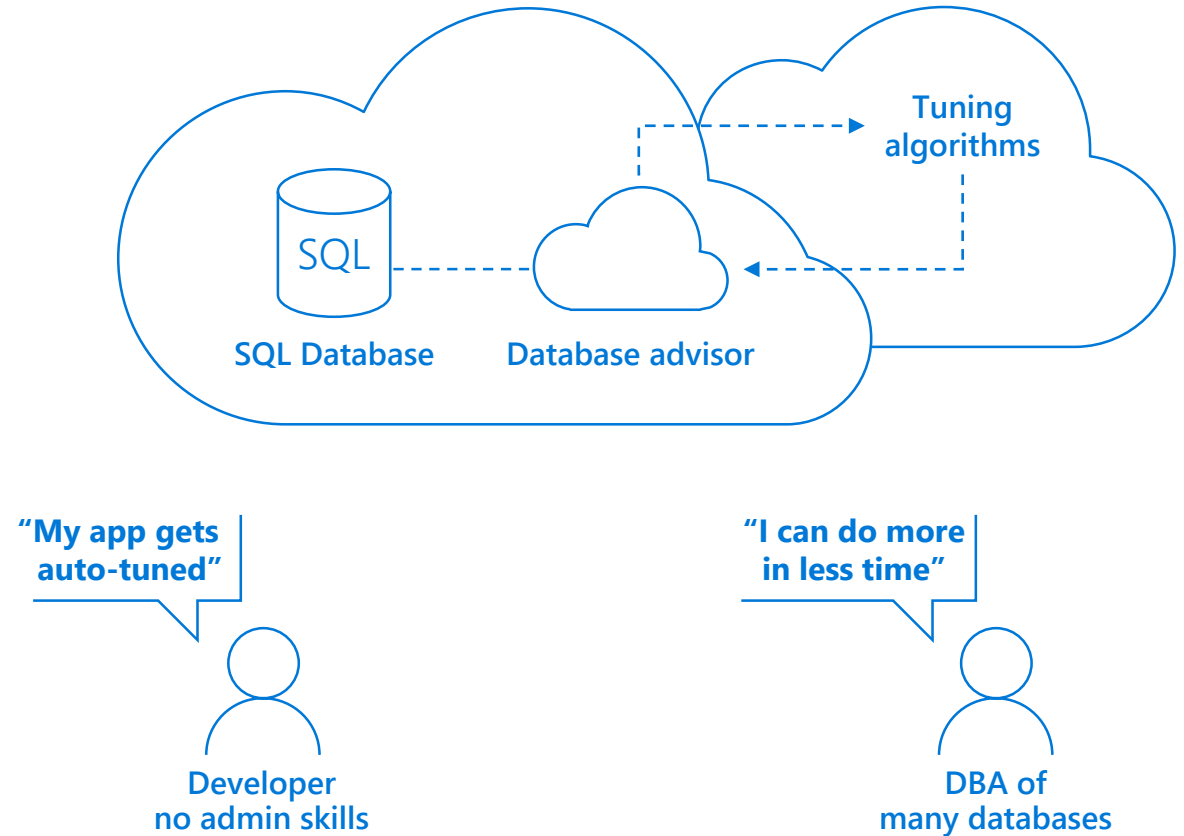 Tuning
algorithms
SQL
SQL Database
Database advisor
“My app gets
auto-tuned”
“I can do more
in less time”
Developer
no admin skills
DBA of
many databases